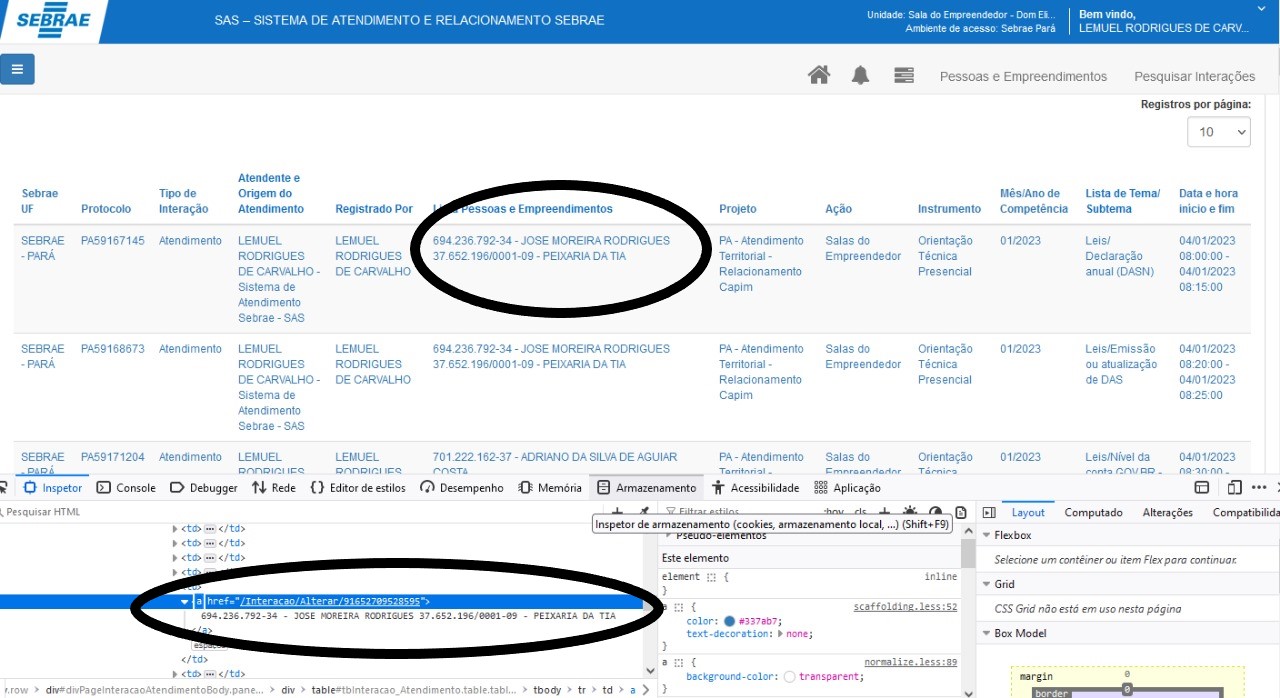 SEBRAE
SAS – SISTEMA DE ATENDIMENTO E RELACIONAMENTO SEBRAE
Unidade: Sala do Empreendedor - Dom Eli...
Ambiente de acesso: Sebrae Pará
Bem vindo,
LEMUEL RODRIGUES DE CARV...
Pessoas e Empreendimentos
Pesquisar Interações
Registros por página:
10
Sebrae UF
Protocolo
Tipo de Interação
Atendente e Origem do Atendimento
Registrado Por
Pessoas e Empreendimentos
Projeto
Ação
Instrumento
Mês/Ano de Competência
Lista de Tema/ Subtema
Data e hora inicio e fim
SEBRAE - PARÁ
PA59167145
Atendimento
LEMUEL RODRIGUES DE CARVALHO - Sistema de Atendimento Sebrae - SAS
LEMUEL RODRIGUES DE CARVALHO
694.236.792-34 - JOSE MOREIRA RODRIGUES
37.652.196/0001-09 - PEIXARIA DA TIA
PA - Atendimento Territorial - Relacionamento Capim
Salas do Empreendedor
Orientação Técnica Presencial
01/2023
Leis/ Declaração anual (DASN)
04/01/2023 08:00:00 - 04/01/2023 08:15:00
SEBRAE - PARÁ
PA59168673
Atendimento
LEMUEL RODRIGUES DE CARVALHO - Sistema de Atendimento Sebrae - SAS
LEMUEL RODRIGUES DE CARVALHO
694.236.792-34 - JOSE MOREIRA RODRIGUES
37.652.196/0001-09 - PEIXARIA DA TIA
PA - Atendimento Territorial - Relacionamento Capim
Salas do Empreendedor
Orientação Técnica Presencial
01/2023
Leis/Emissão ou atualização de DAS
04/01/2023 08:20:00 - 04/01/2023 08:25:00
SEBRAE - PARÁ
PA59171204
Atendimento
LEMUEL RODRIGUES
LEMUEL RODRIGUES
701.222.162-37 - ADRIANO DA SILVA DE AGUIAR COSTA
PA - Atendimento Territorial -
Salas do Empreendedor
Orientação Técnica
01/2023
Leis/Nível da conta GOV.BR -
04/01/2023 08:30:00 -
Inspetor
Console
Debugger
Rede
Editor de estilos
Desempenho
Memória
Armazenamento
Acessibilidade
Aplicação
Pesquisar HTML
Filtrar estilos
:hov .cls
Inspetor de armazenamento (cookies, armazenamento local, ...) (Shift+F9)
Layout
Computado
Alterações
Compatibilida
<td> ... </td>
<td> ... </td>
<td> ... </td>
<td>
<a href="/Interacao/Alterar/91652709528595">
694.236.792-34 - JOSE MOREIRA RODRIGUES 37.652.196/0001-09 - PEIXARIA DA TIA
</a>
</td>
<td> ... </td>
.row
div#divPageInteracaoAtendimentoBody.pane...
div
table#tbInteracao_Atendimento.table.tabl...
tbody
tr
td
a
Pseudo-elementos
Este elemento
element {
inline
}
a {
scaffolding.less:52
color: #337ab7;
text-decoration: none;
}
a {
normalize.less:89
background-color: transparent;
}
Flexbox
Selecione um contêiner ou item Flex para continuar.
Grid
CSS Grid não está em uso nesta página
Box Model
margin
0
border
0